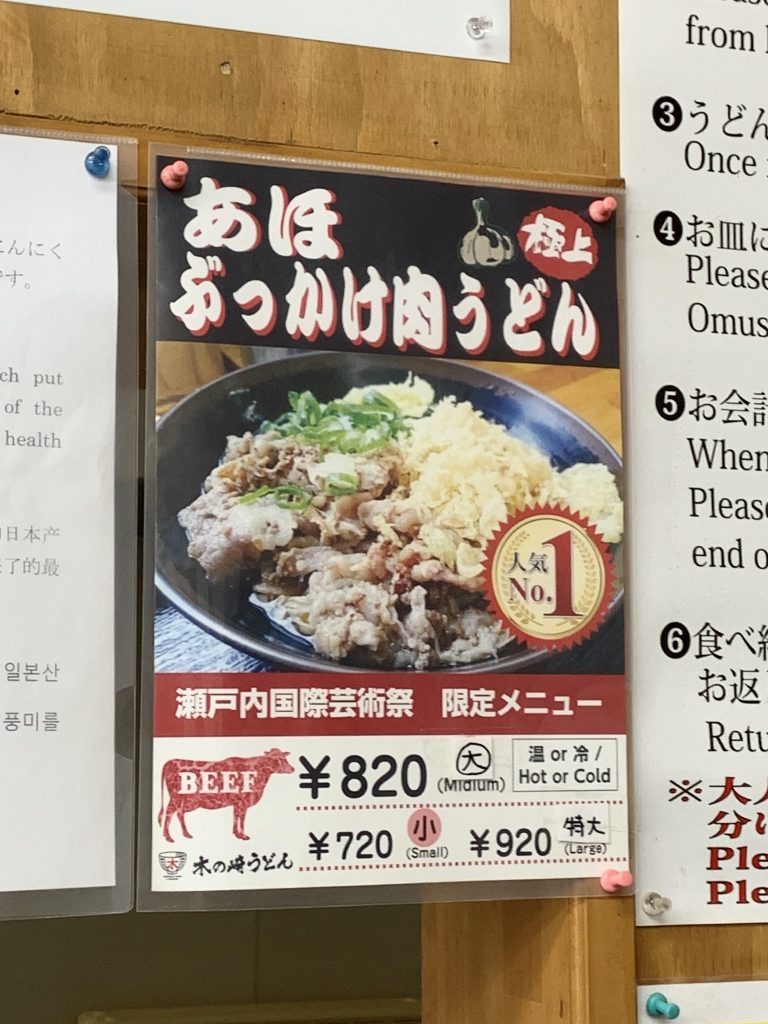 あほ
極上
ぶっかけ肉うどん
人気
No.1
瀬戸内国際芸術祭 限定メニュー
BEEF
¥820 大 (Midium)
温 or 冷 /
Hot or Cold
¥720 小 (Small) ¥920 特大 (Large)
木の崎うどん
にんにく
です。
ch put
of the
health
日本产
了的最
일본산
풍미를
from
❸うどん
Once
❹お皿に
Please
Omus
❺お会計
When
Please
end o
❻食べ終
お返
Retu
※大
分け
Ple
Ple